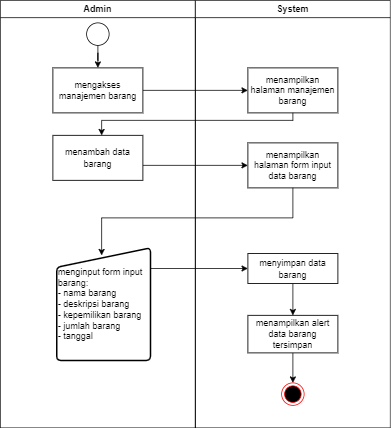 Admin
System
mengakses
manajemen barang
menampilkan
halaman manajemen
barang
menambah data
barang
menampilkan
halaman form input
data barang
menginput form input
barang:
- nama barang
- deskripsi barang
- kepemilikan barang
- jumlah barang
- tanggal
menyimpan data
barang
menampilkan alert
data barang
tersimpan